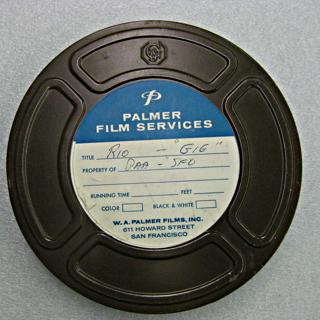 PALMER
FILM SERVICES
TITLE RIO - "GIG"
PROPERTY OF PAA - SFO
RUNNING TIME FEET
COLOR BLACK & WHITE
W. A. PALMER FILMS, INC.
611 HOWARD STREET
SAN FRANCISCO